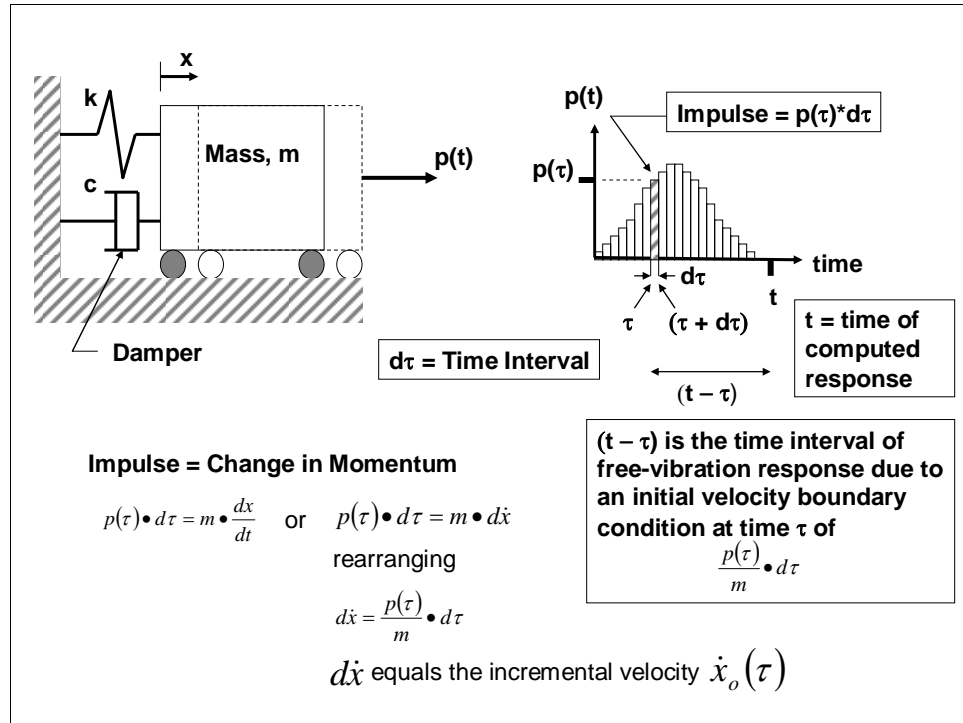 x
k
Mass, m
p(t)
c
Damper
p(t)
Impulse = p(τ)*dτ
p(τ)
time
dτ
t
τ
(τ + dτ)
(t – τ)
t = time of
computed
response
dτ = Time Interval
(t – τ) is the time interval of
free-vibration response due to
an initial velocity boundary
condition at time τ of
p(τ)/m • dτ
Impulse = Change in Momentum
p(τ) • dτ = m • dx/dt or p(τ) • dτ = m • dẋ
rearranging
dẋ = p(τ)/m • dτ
dẋ equals the incremental velocity ẋₒ(τ)